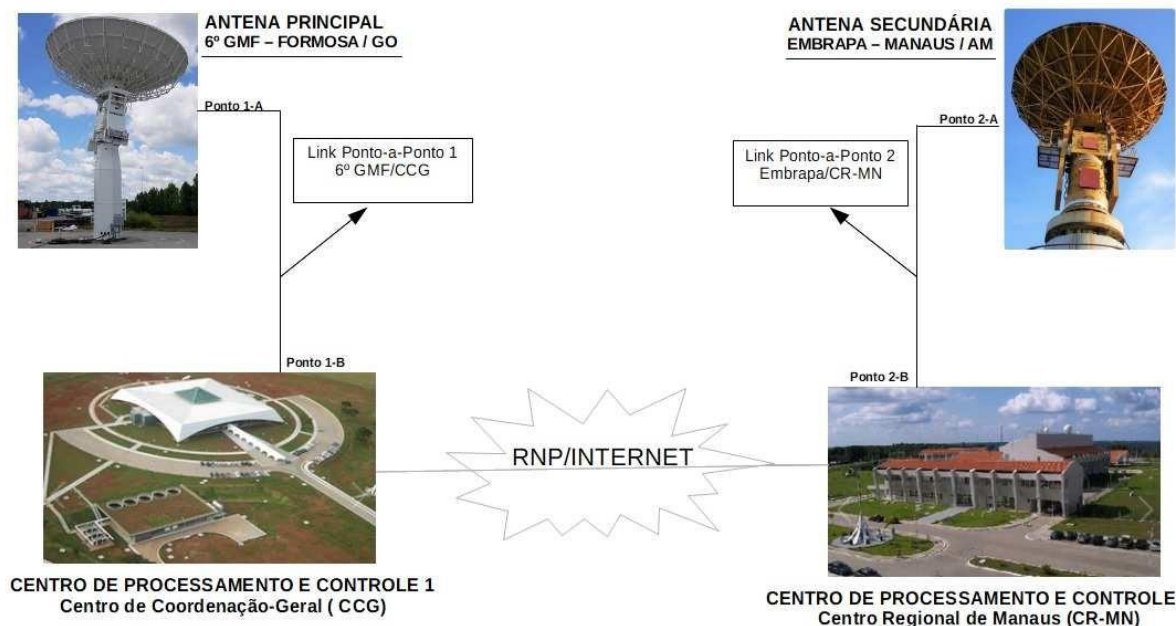 ANTENA PRINCIPAL
6º GMF – FORMOSA / GO
ANTENA SECUNDÁRIA
EMBRAPA – MANAUS / AM
Ponto 1-A
Ponto 2-A
Link Ponto-a-Ponto 1
6º GMF/CCG
Link Ponto-a-Ponto 2
Embrapa/CR-MN
Ponto 1-B
Ponto 2-B
RNP/INTERNET
CENTRO DE PROCESSAMENTO E CONTROLE 1
Centro de Coordenação-Geral ( CCG)
CENTRO DE PROCESSAMENTO E CONTROLE
Centro Regional de Manaus (CR-MN)